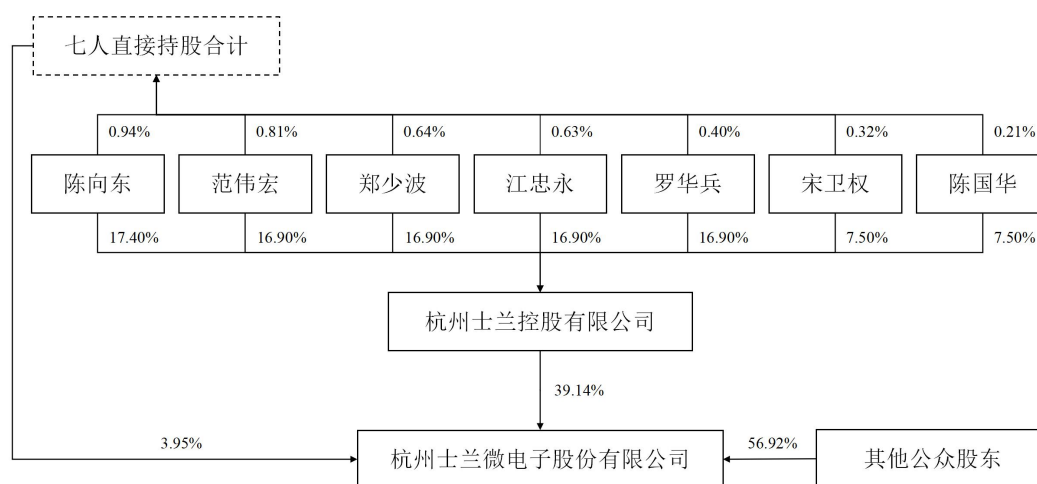 七人直接持股合计
0.94% 0.81% 0.64% 0.63% 0.40% 0.32% 0.21%
陈向东 范伟宏 郑少波 江忠永 罗华兵 宋卫权 陈国华
17.40% 16.90% 16.90% 16.90% 16.90% 7.50% 7.50%
杭州士兰控股有限公司
39.14%
3.95% 56.92%
杭州士兰微电子股份有限公司 其他公众股东